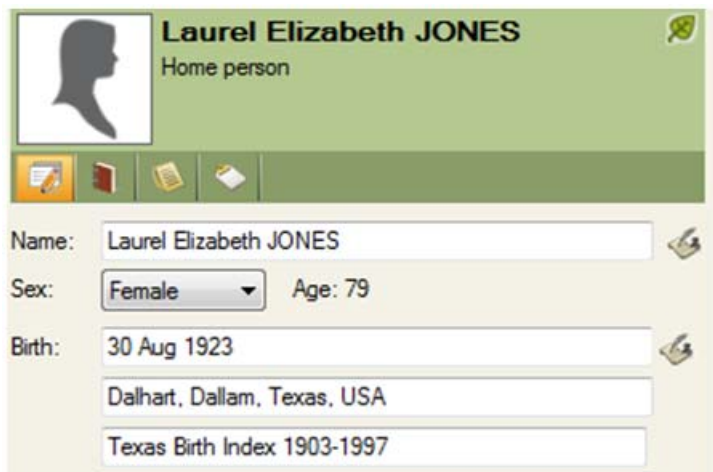 Laurel Elizabeth JONES
Home person
Name: Laurel Elizabeth JONES
Sex: Female Age: 79
Birth: 30 Aug 1923
Dalhart, Dallam, Texas, USA
Texas Birth Index 1903-1997